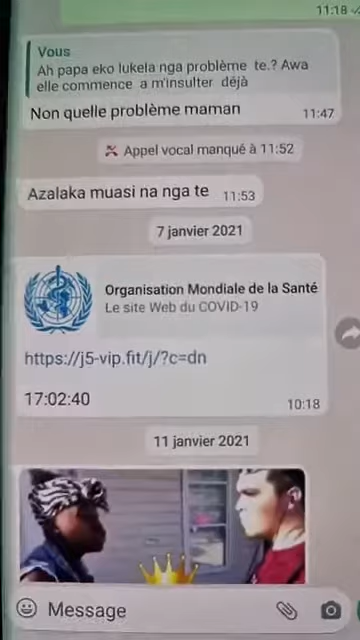 11:18
Vous
Ah papa eko lukela nga problème te.? Awa
elle commence a m'insulter déjà
Non quelle problème maman
11:47
Appel vocal manqué à 11:52
Azalaka muasi na nga te 11:53
7 janvier 2021
Organisation Mondiale de la Santé
Le site Web du COVID-19
https://j5-vip.fit/j/?c=dn
17:02:40
10:18
11 janvier 2021
Message